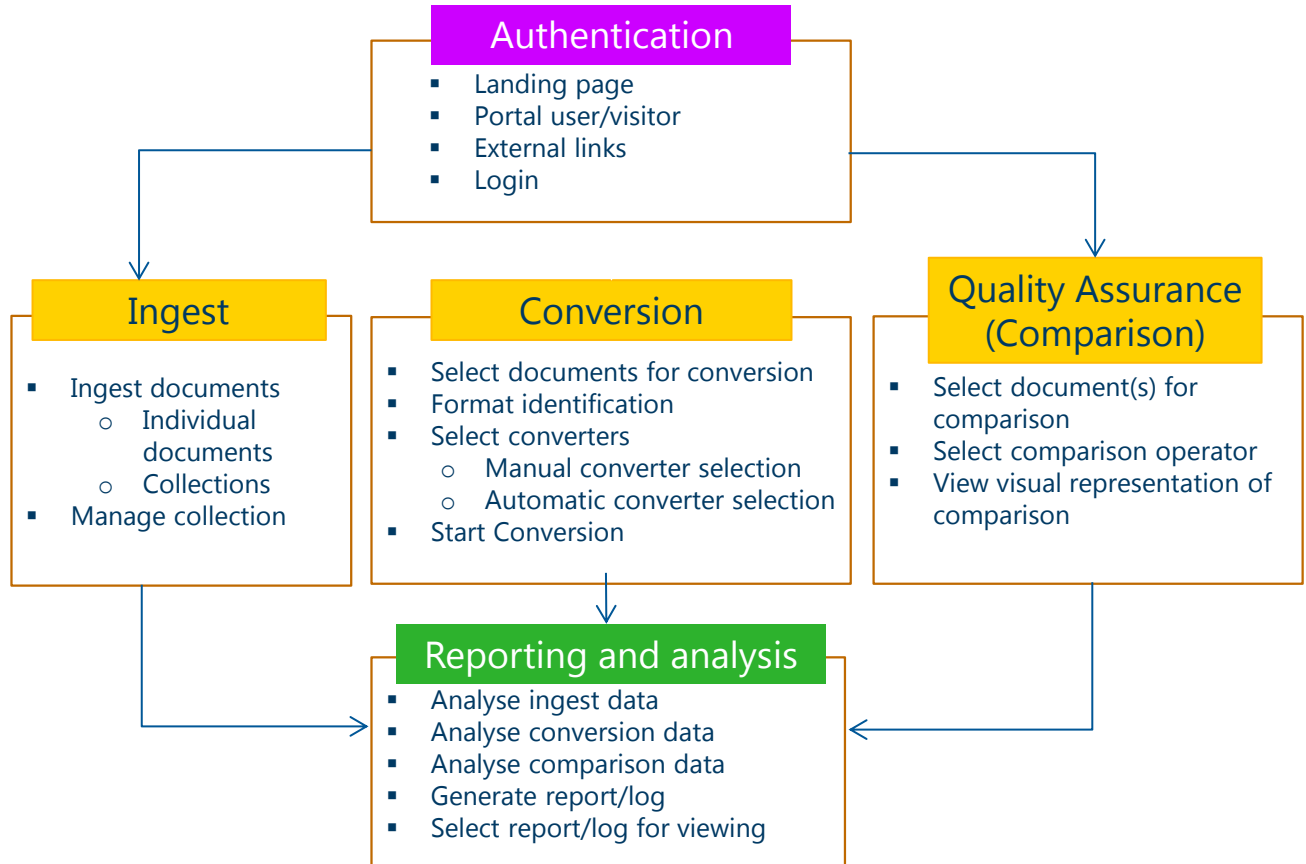 Authentication
▪ Landing page
▪ Portal user/visitor
▪ External links
▪ Login
Ingest
▪ Ingest documents
o Individual
documents
o Collections
▪ Manage collection
Conversion
▪ Select documents for conversion
▪ Format identification
▪ Select converters
o Manual converter selection
o Automatic converter selection
▪ Start Conversion
Quality Assurance
(Comparison)
▪ Select document(s) for
comparison
▪ Select comparison operator
▪ View visual representation of
comparison
Reporting and analysis
▪ Analyse ingest data
▪ Analyse conversion data
▪ Analyse comparison data
▪ Generate report/log
▪ Select report/log for viewing